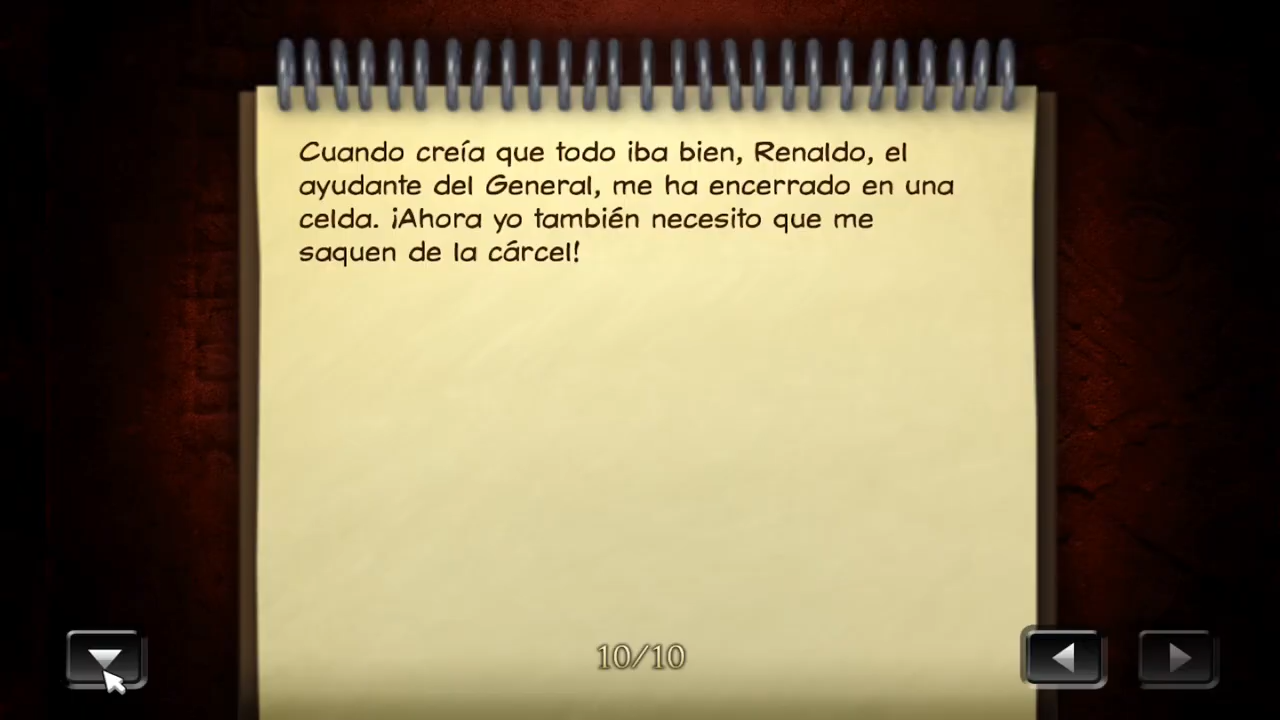 Cuando creía que todo iba bien, Renaldo, el
ayudante del General, me ha encerrado en una
celda. ¡Ahora yo también necesito que me
saquen de la cárcel!
10/10